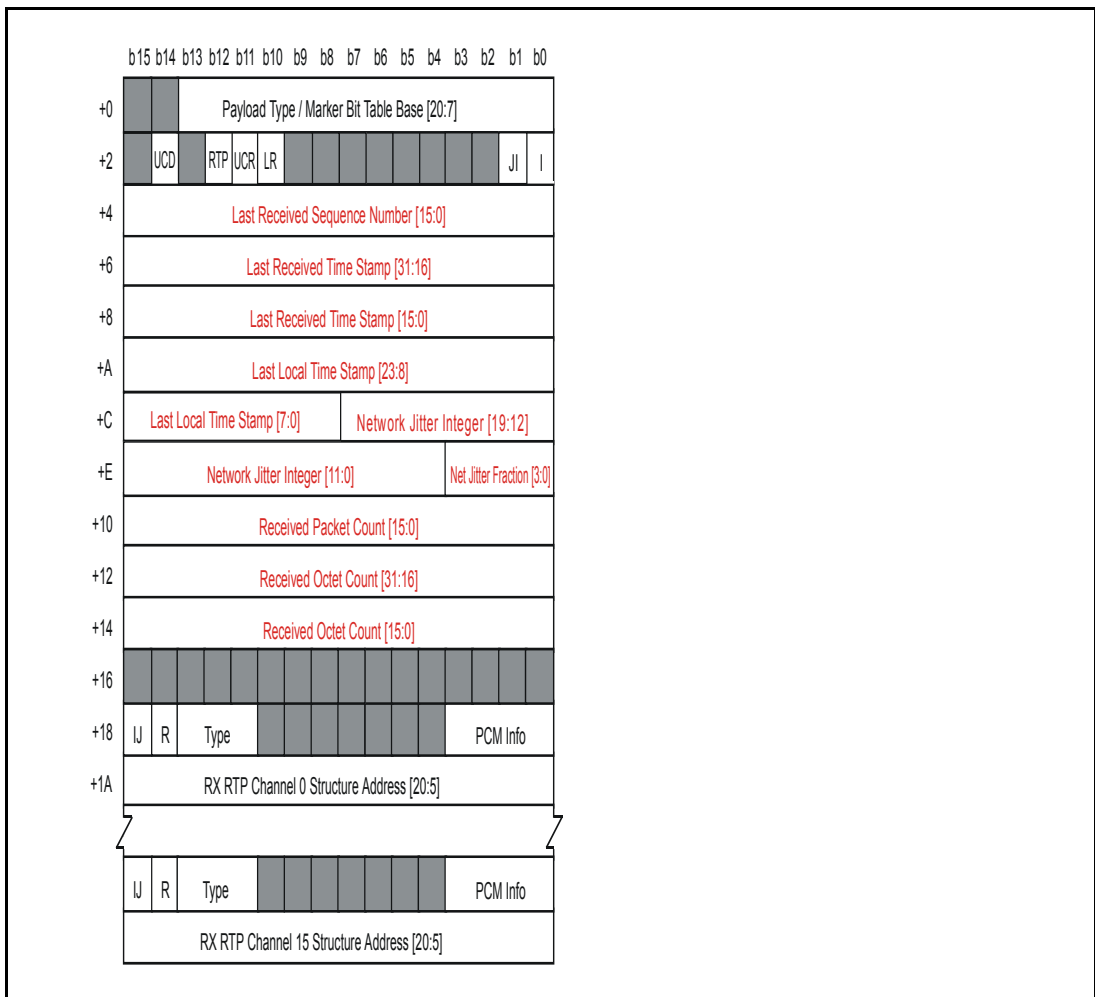 b15 b14 b13 b12 b11 b10 b9 b8 b7 b6 b5 b4 b3 b2 b1 b0
+0 Payload Type / Marker Bit Table Base [20:7]
+2 UCD RTP UCR LR JI I
+4 Last Received Sequence Number [15:0]
+6 Last Received Time Stamp [31:16]
+8 Last Received Time Stamp [15:0]
+A Last Local Time Stamp [23:8]
+C Last Local Time Stamp [7:0] Network Jitter Integer [19:12]
+E Network Jitter Integer [11:0] Net Jitter Fraction [3:0]
+10 Received Packet Count [15:0]
+12 Received Octet Count [31:16]
+14 Received Octet Count [15:0]
+16
+18 IJ R Type PCM Info
+1A RX RTP Channel 0 Structure Address [20:5]
IJ R Type PCM Info
RX RTP Channel 15 Structure Address [20:5]